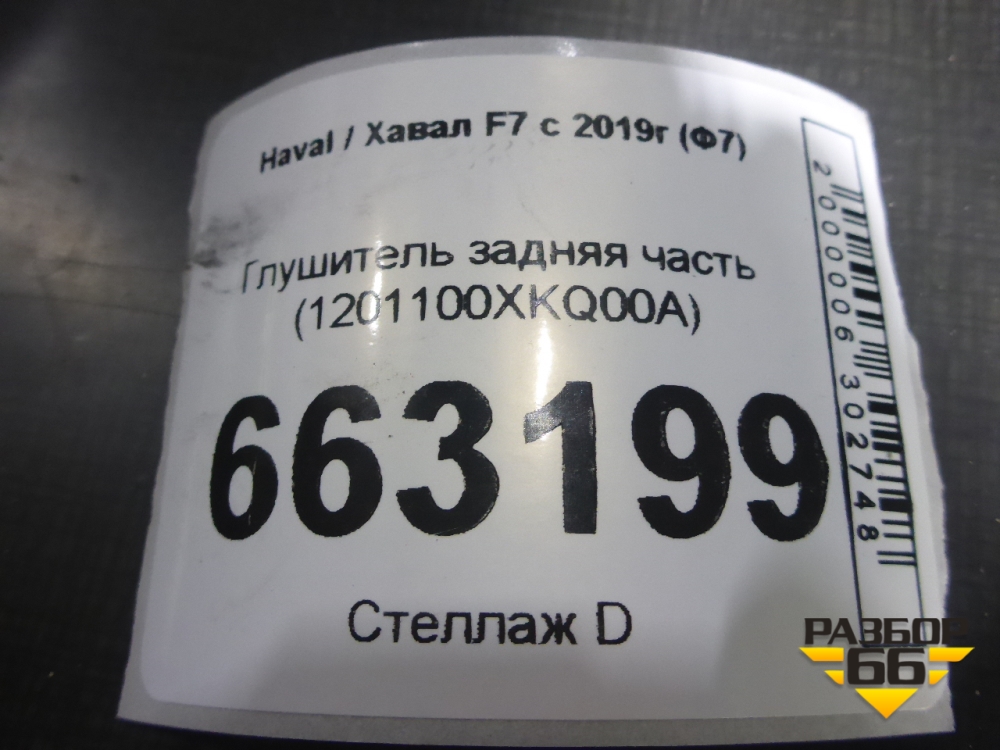 Haval / Хавал F7 с 2019г (Ф7)
Глушитель задняя часть
(1201100XKQ00A)
663199
Стеллаж D
2000006302748
РАЗБОР
66